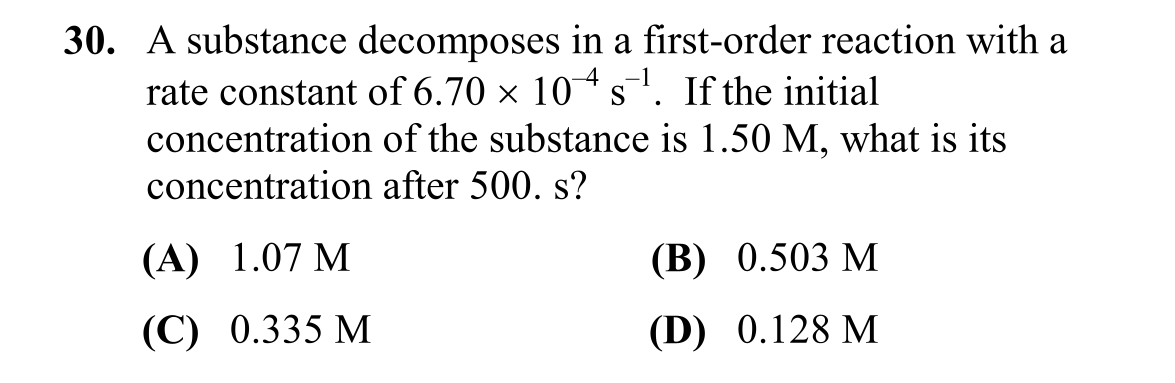 30. A substance decomposes in a first-order reaction with a
rate constant of 6.70 × 10⁻⁴ s⁻¹. If the initial
concentration of the substance is 1.50 M, what is its
concentration after 500. s?
(A) 1.07 M (B) 0.503 M
(C) 0.335 M (D) 0.128 M